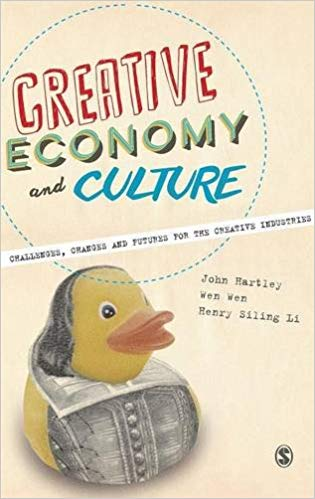 CREATIVE
ECONOMY
and CULTURE
CHALLENGES, CHANGES AND FUTURES FOR THE CREATIVE INDUSTRIES
John Hartley
Wen Wen
Henry Siling Li
S